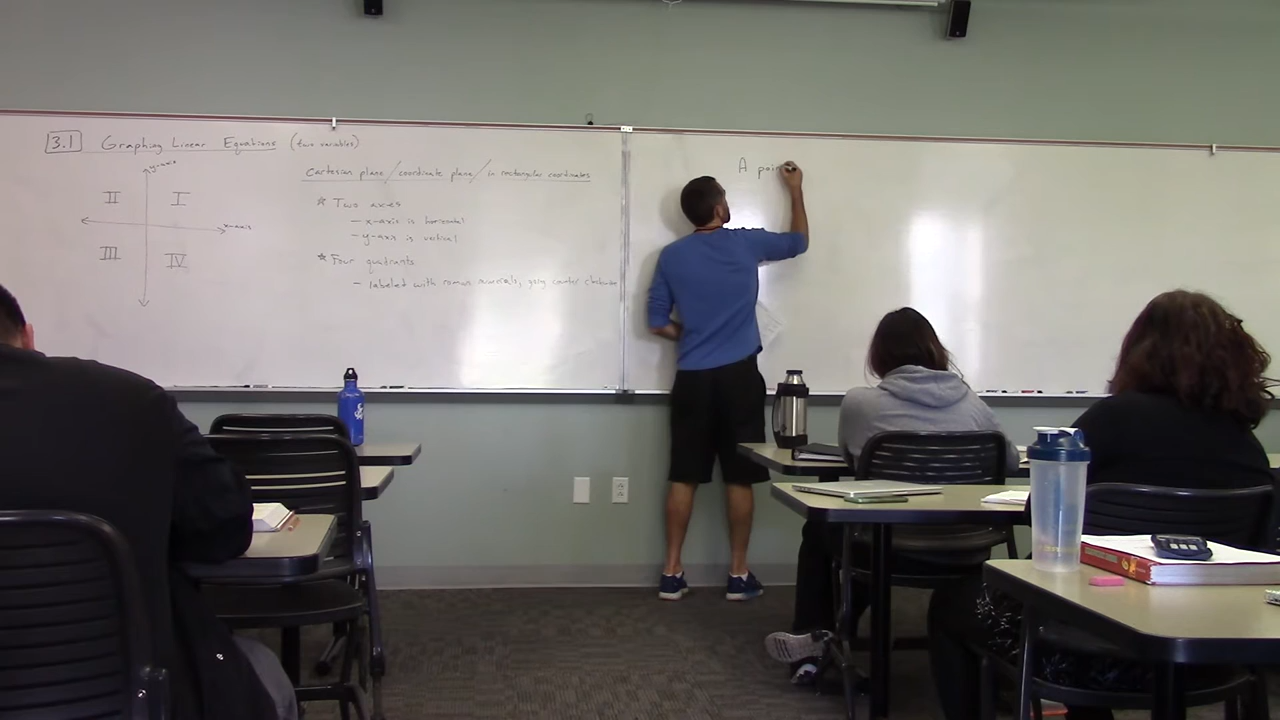 3.1 Graphing Linear Equations (two variables)
y-axis
II I
x-axis
III IV
Cartesian plane/coordinate plane/in rectangular coordinates
* Two axes
- x-axis is horizontal
- y-axis is vertical
* Four quadrants
- labeled with roman numerals, going counter clockwise
A poin